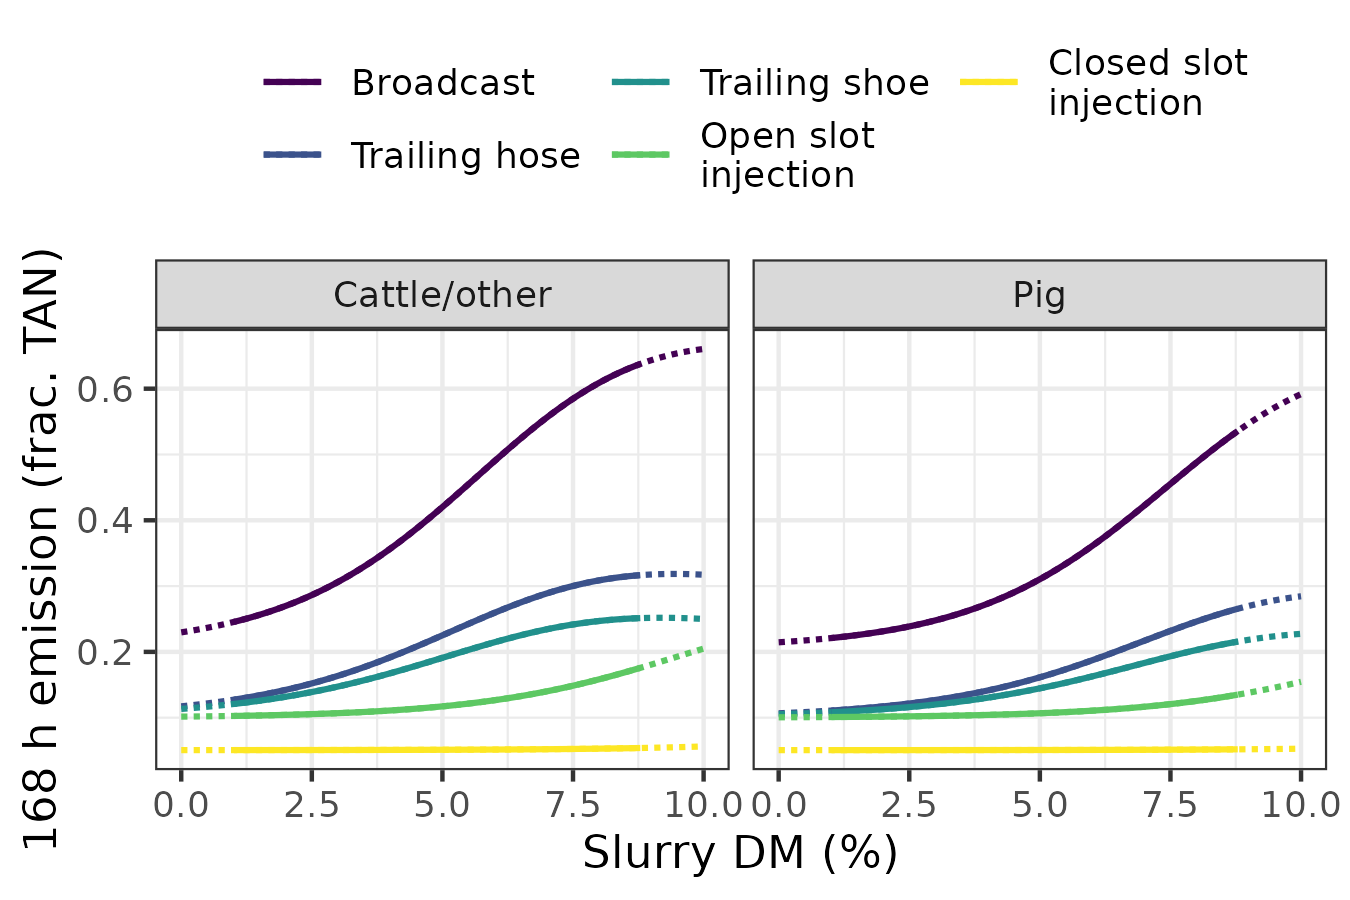 Broadcast
Trailing hose
Trailing shoe
Open slot
injection
Closed slot
injection
168 h emission (frac. TAN)
Cattle/other
Pig
0.6
0.4
0.2
0.0 2.5 5.0 7.5 10.0
0.0 2.5 5.0 7.5 10.0
Slurry DM (%)